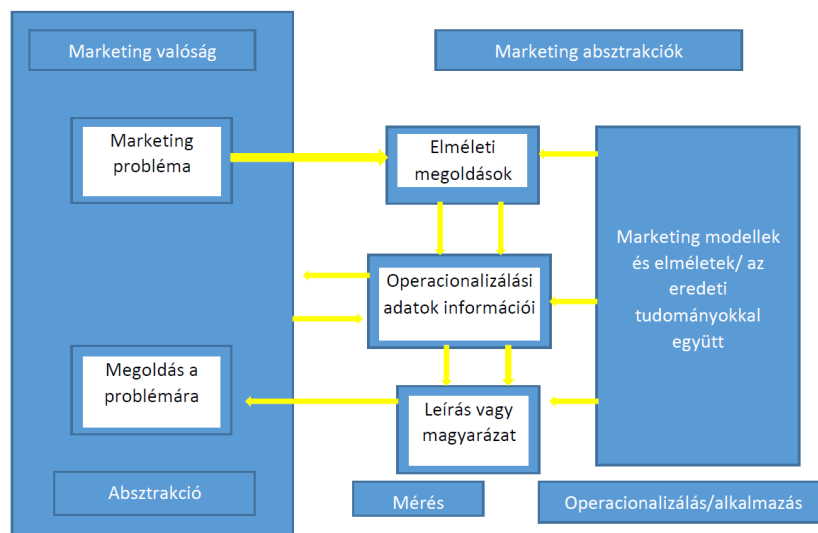 Marketing valóság
Marketing absztrakciók
Marketing
probléma
Elméleti
megoldások
Marketing modellek
és elméletek/ az
eredeti
tudományokkal
együtt
Operacionalizálási
adatok információi
Megoldás a
problémára
Leírás vagy
magyarázat
Absztrakció
Mérés
Operacionalizálás/alkalmazás